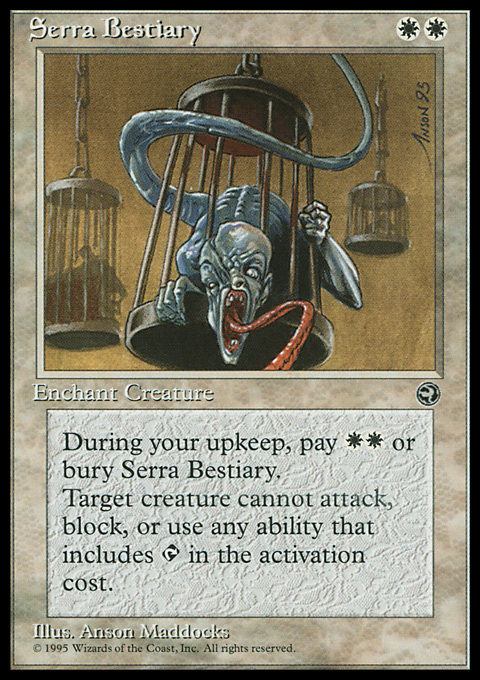 Serra Bestiary
ANSON 95
Enchant Creature
During your upkeep, pay or
bury Serra Bestiary.
Target creature cannot attack,
block, or use any ability that
includes in the activation
cost.
Illus. Anson Maddocks
© 1995 Wizards of the Coast, Inc. All rights reserved.